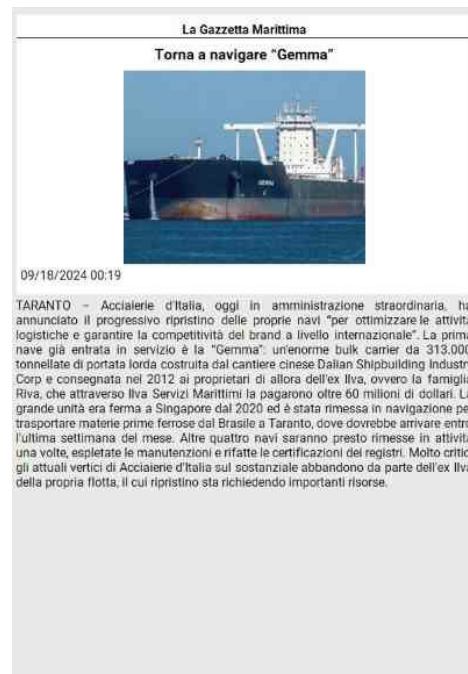 La Gazzetta Marittima
Torna a navigare “Gemma”
GEMMA
09/18/2024 00:19
TARANTO – Acciaierie d'Italia, oggi in amministrazione straordinaria, ha
annunciato il progressivo ripristino delle proprie navi “per ottimizzare le attivit
logistiche e garantire la competitività del brand a livello internazionale”. La prima
nave già entrata in servizio è la “Gemma”: un'enorme bulk carrier da 313.000
tonnellate di portata lorda costruita dal cantiere cinese Dalian Shipbuilding Industr
Corp e consegnata nel 2012 ai proprietari di allora dell'ex Ilva, ovvero la famiglia
Riva, che attraverso Ilva Servizi Marittimi la pagarono oltre 60 milioni di dollari. La
grande unità era ferma a Singapore dal 2020 ed è stata rimessa in navigazione pe
trasportare materie prime ferrose dal Brasile a Taranto, dove dovrebbe arrivare entro
l'ultima settimana del mese. Altre quattro navi saranno presto rimesse in attivit
una volte, espletate le manutenzioni e rifatte le certificazioni dei registri. Molto critic
gli attuali vertici di Acciaierie d'Italia sul sostanziale abbandono da parte dell'ex Ilv
della propria flotta, il cui ripristino sta richiedendo importanti risorse.